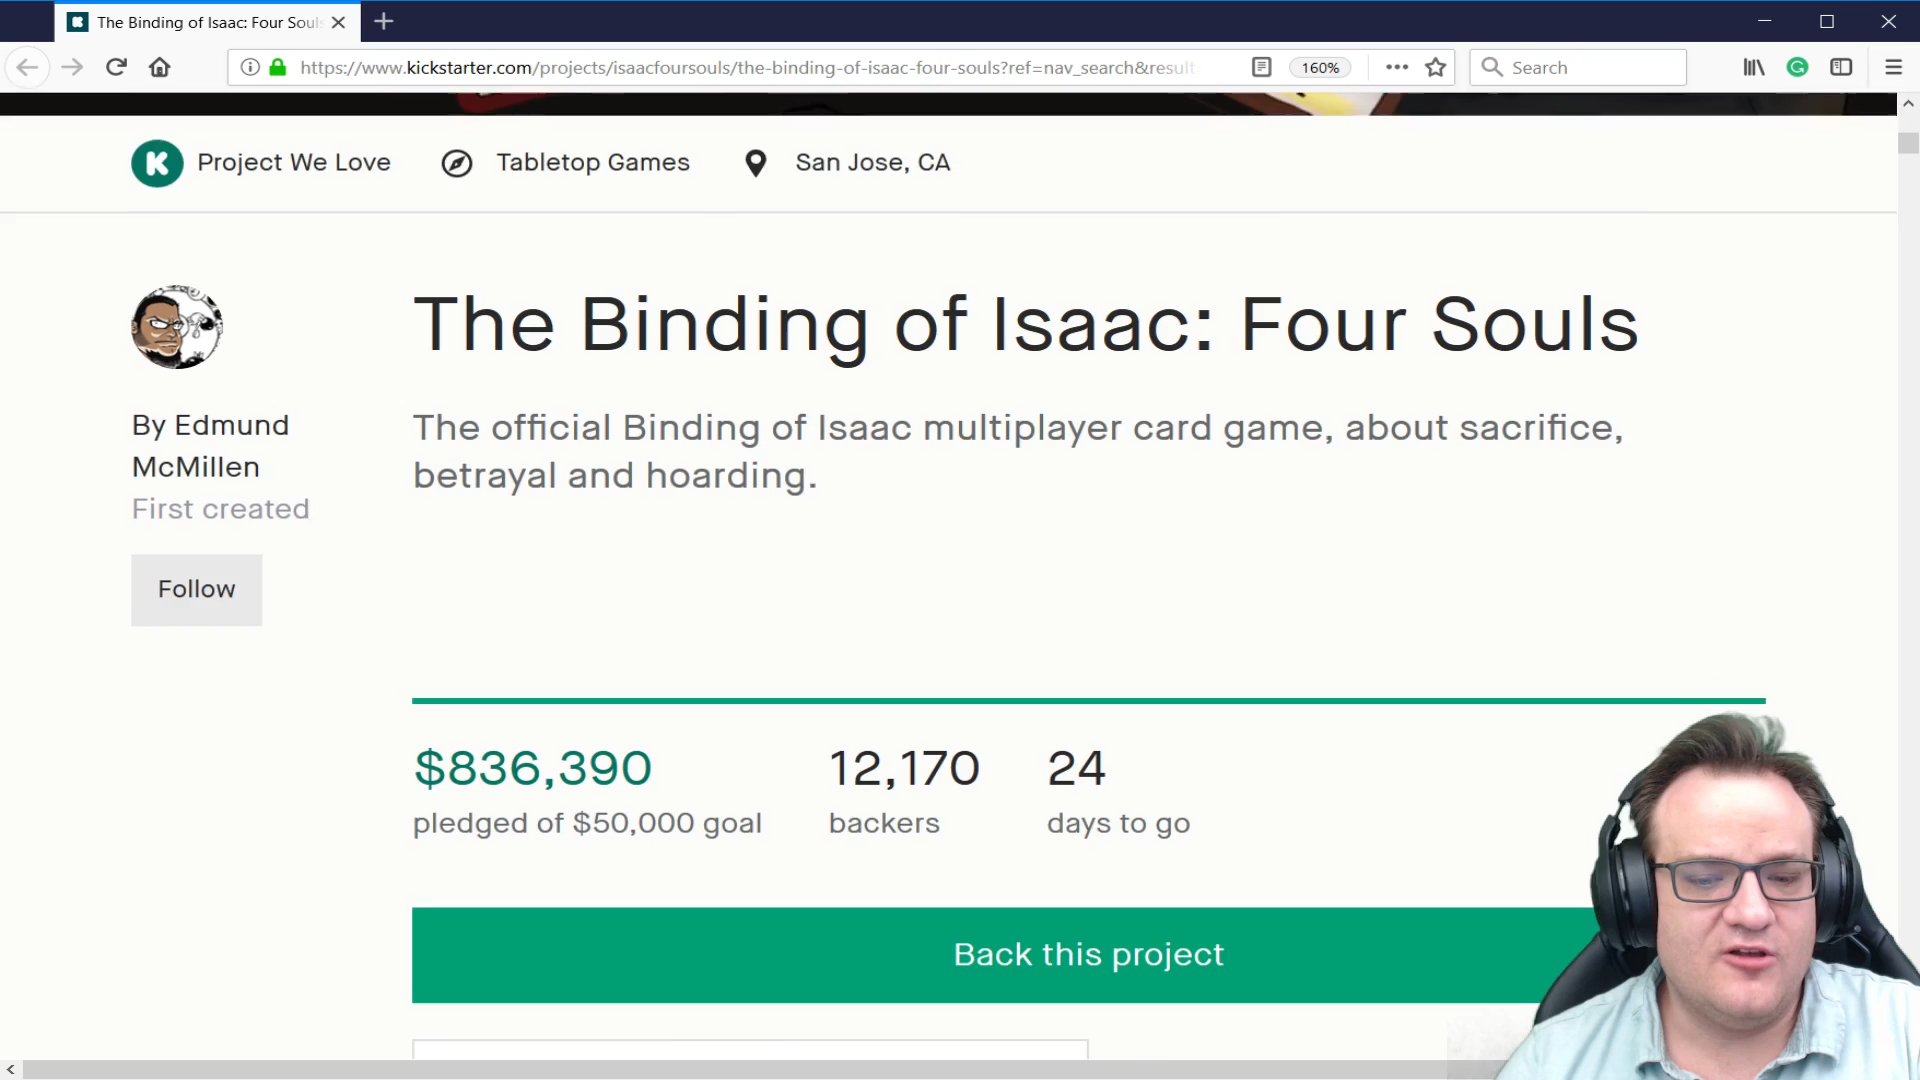 The Binding of Isaac: Four Souls
https://www.kickstarter.com/projects/isaacfoursouls/the-binding-of-isaac-four-souls?ref=nav_search&result
160%
Search
Project We Love
Tabletop Games
San Jose, CA
The Binding of Isaac: Four Souls
By Edmund
McMillen
First created
Follow
The official Binding of Isaac multiplayer card game, about sacrifice,
betrayal and hoarding.
$836,390
pledged of $50,000 goal
12,170
backers
24
days to go
Back this project